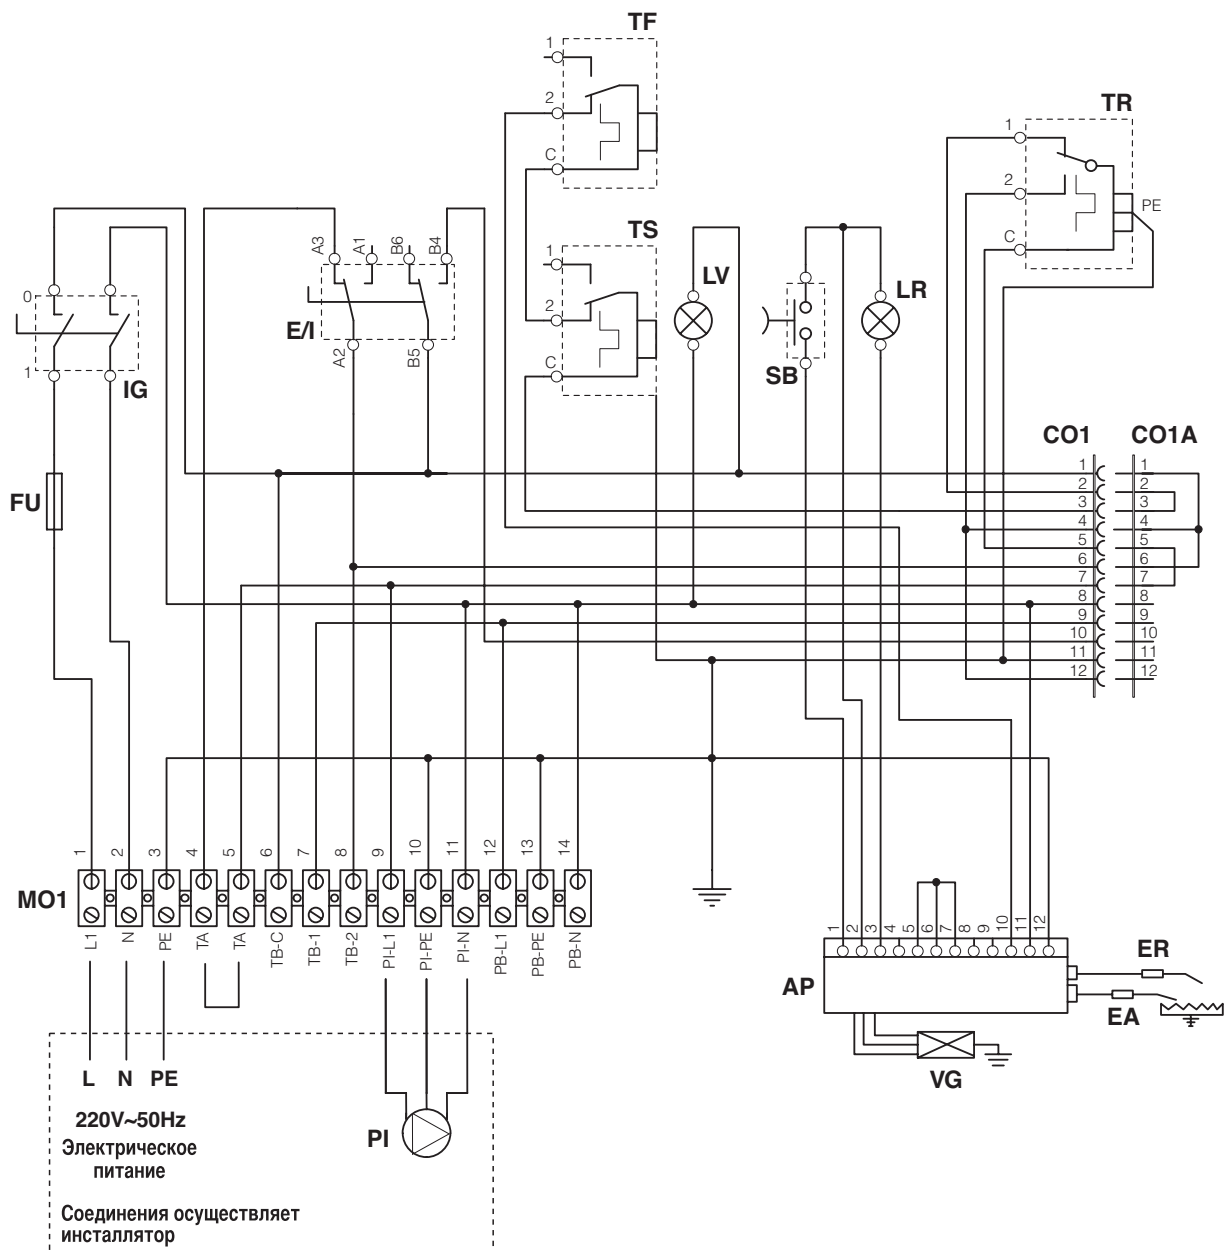 TF
1
2
C
TR
1
2
C
PE
TS
1
2
C
A3
A1
B6
B4
E/I
A2
B5
0
1
IG
LV
LR
SB
FU
CO1
CO1A
1
2
3
4
5
6
7
8
9
10
11
12
1
2
3
4
5
6
7
8
9
10
11
12
MO1
1
2
3
4
5
6
7
8
9
10
11
12
13
14
L1
N
PE
TA
TA
TB-C
TB-1
TB-2
PI-L1
PI-PE
PI-N
PB-L1
PB-PE
PB-N
1
2
3
4
5
6
7
8
9
10
11
12
AP
ER
EA
VG
L N PE
220V~50Hz
Электрическое
питание
PI
Соединения осуществляет
инсталлятор